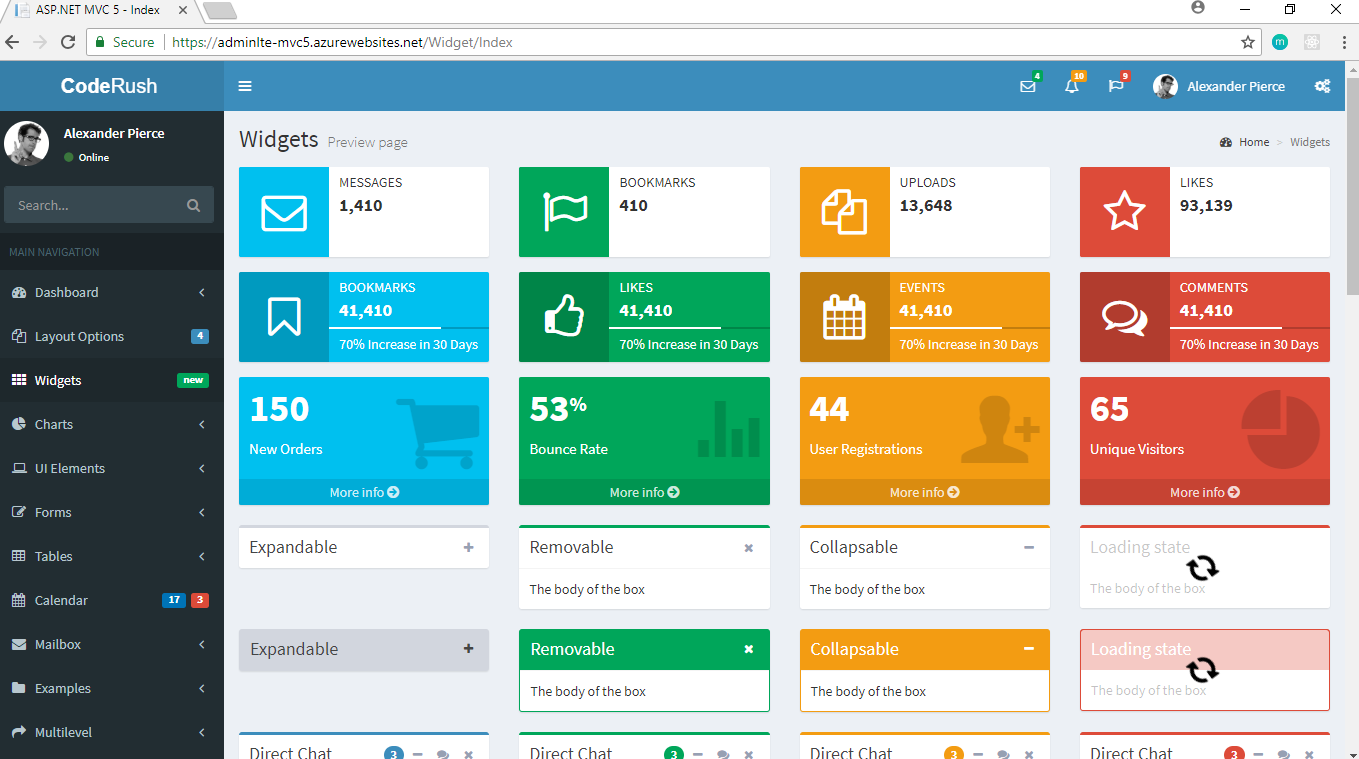 ASP.NET MVC 5 - Index
Secure https://adminlte-mvc5.azurewebsites.net/Widget/Index
CodeRush
4
10
9
Alexander Pierce
Alexander Pierce
Online
Search...
MAIN NAVIGATION
Dashboard
Layout Options 4
Widgets new
Charts
UI Elements
Forms
Tables
Calendar 17 3
Mailbox
Examples
Multilevel
Widgets Preview page
Home > Widgets
MESSAGES
1,410
BOOKMARKS
410
UPLOADS
13,648
LIKES
93,139
BOOKMARKS
41,410
70% Increase in 30 Days
LIKES
41,410
70% Increase in 30 Days
EVENTS
41,410
70% Increase in 30 Days
COMMENTS
41,410
70% Increase in 30 Days
150
New Orders
More info
53%
Bounce Rate
More info
44
User Registrations
More info
65
Unique Visitors
More info
Expandable
Removable
The body of the box
Collapsable
The body of the box
Loading state
The body of the box
Expandable
Removable
The body of the box
Collapsable
The body of the box
Loading state
The body of the box
Direct Chat 3
Direct Chat 3
Direct Chat 3
Direct Chat 3